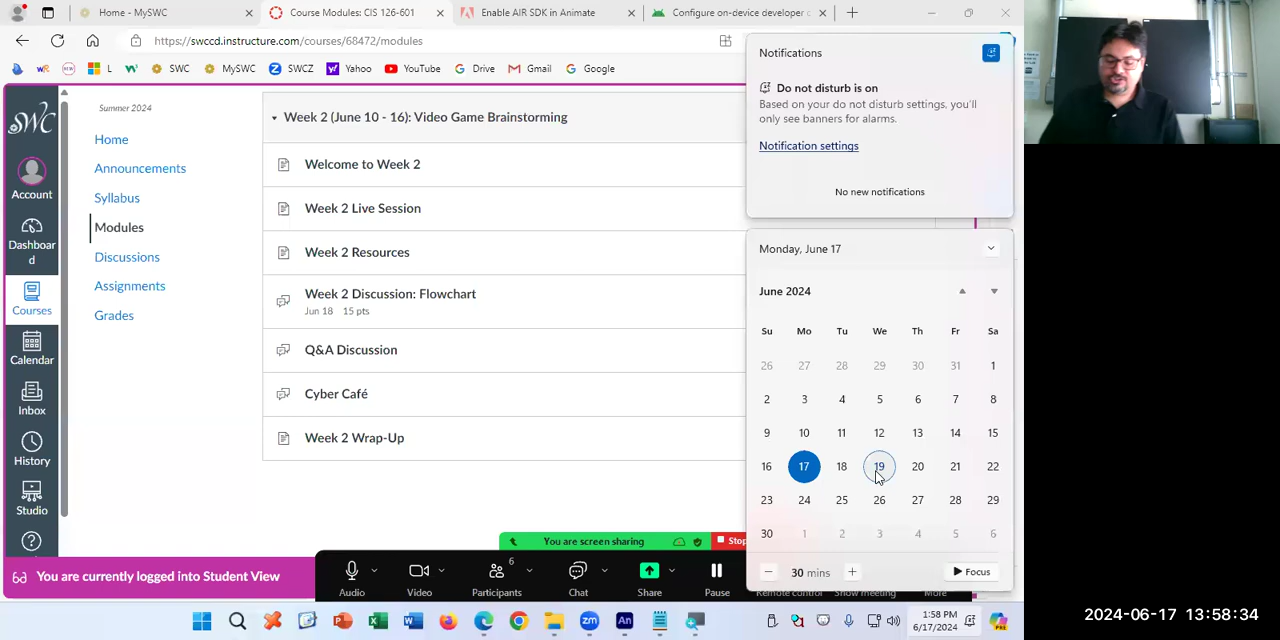 Home - MySWC
Course Modules: CIS 126-601
Enable AIR SDK in Animate
Configure on-device developer o
https://swccd.instructure.com/courses/68472/modules
L
SWC
MySWC
SWCZ
Yahoo
YouTu
Drive
Gmail
Google
SWC
Account
Dashboar
d
Courses
Calendar
Inbox
History
Studio
Summer 2024
Home
Announcements
Syllabus
Modules
Discussions
Assignments
Grades
Week 2 (June 10 - 16): Video Game Brainstorming
Welcome to Week 2
Week 2 Live Session
Week 2 Resources
Week 2 Discussion: Flowchart
Jun 18 15 pts
Q&A Discussion
Cyber Café
Week 2 Wrap-Up
Notifications
Do not disturb is on
Based on your do not disturb settings, you'll
only see banners for alarms.
Notification settings
No new notifications
Monday, June 17
June 2024
Su Mo Tu We Th Fr Sa
26 27 28 29 30 31 1
2 3 4 5 6 7 8
9 10 11 12 13 14 15
16 17 18 19 20 21 22
23 24 25 26 27 28 29
30 1 2 3 4 5 6
30 mins
Focus
You are screen sharing
Stop
You are currently logged into Student View
Audio
Video
6
Participants
Chat
Share
Pause
Remote control
Show meeting
More
1:58 PM
6/17/2024
2024-06-17 13:58:34